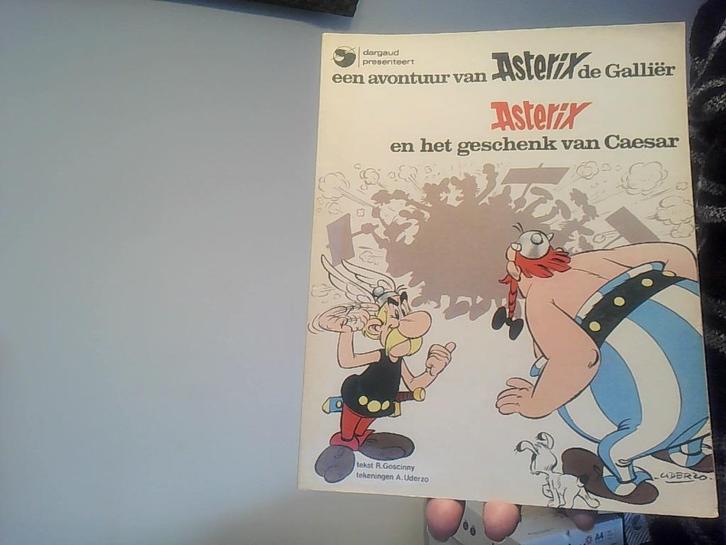 dargaud
presenteert
een avontuur van Asterix de Galliër
Asterix
en het geschenk van Caesar
tekst R.Goscinny
tekeningen A.Uderzo
UDERZO
A4